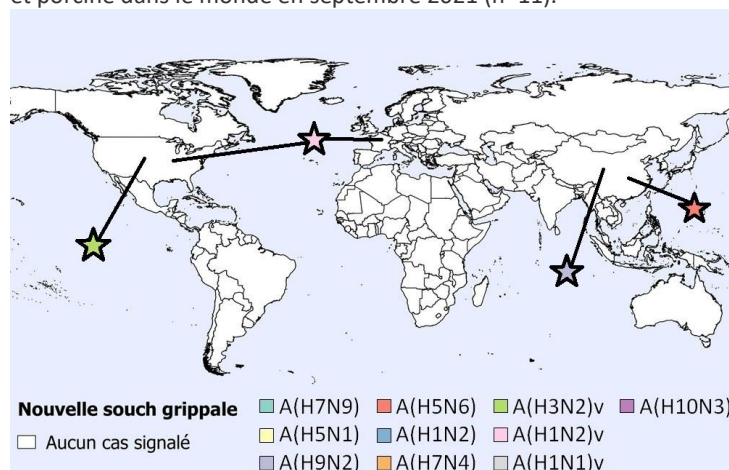 et porcine dans le monde en septembre 2021 (n=11).
Nouvelle souch grippale
Aucun cas signalé
A(H7N9) A(H5N6) A(H3N2)v A(H10N3)
A(H5N1) A(H1N2) A(H1N2)v
A(H9N2) A(H7N4) A(H1N1)v